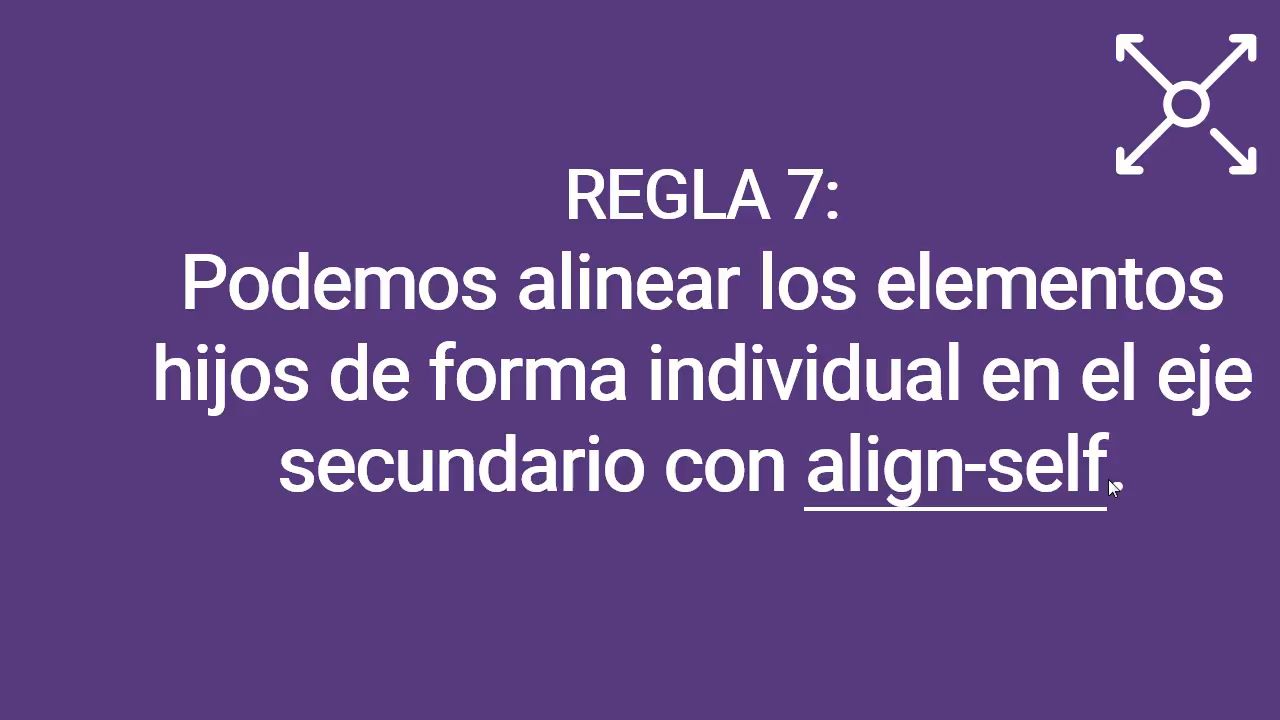 REGLA 7:
Podemos alinear los elementos
hijos de forma individual en el eje
secundario con align-self.